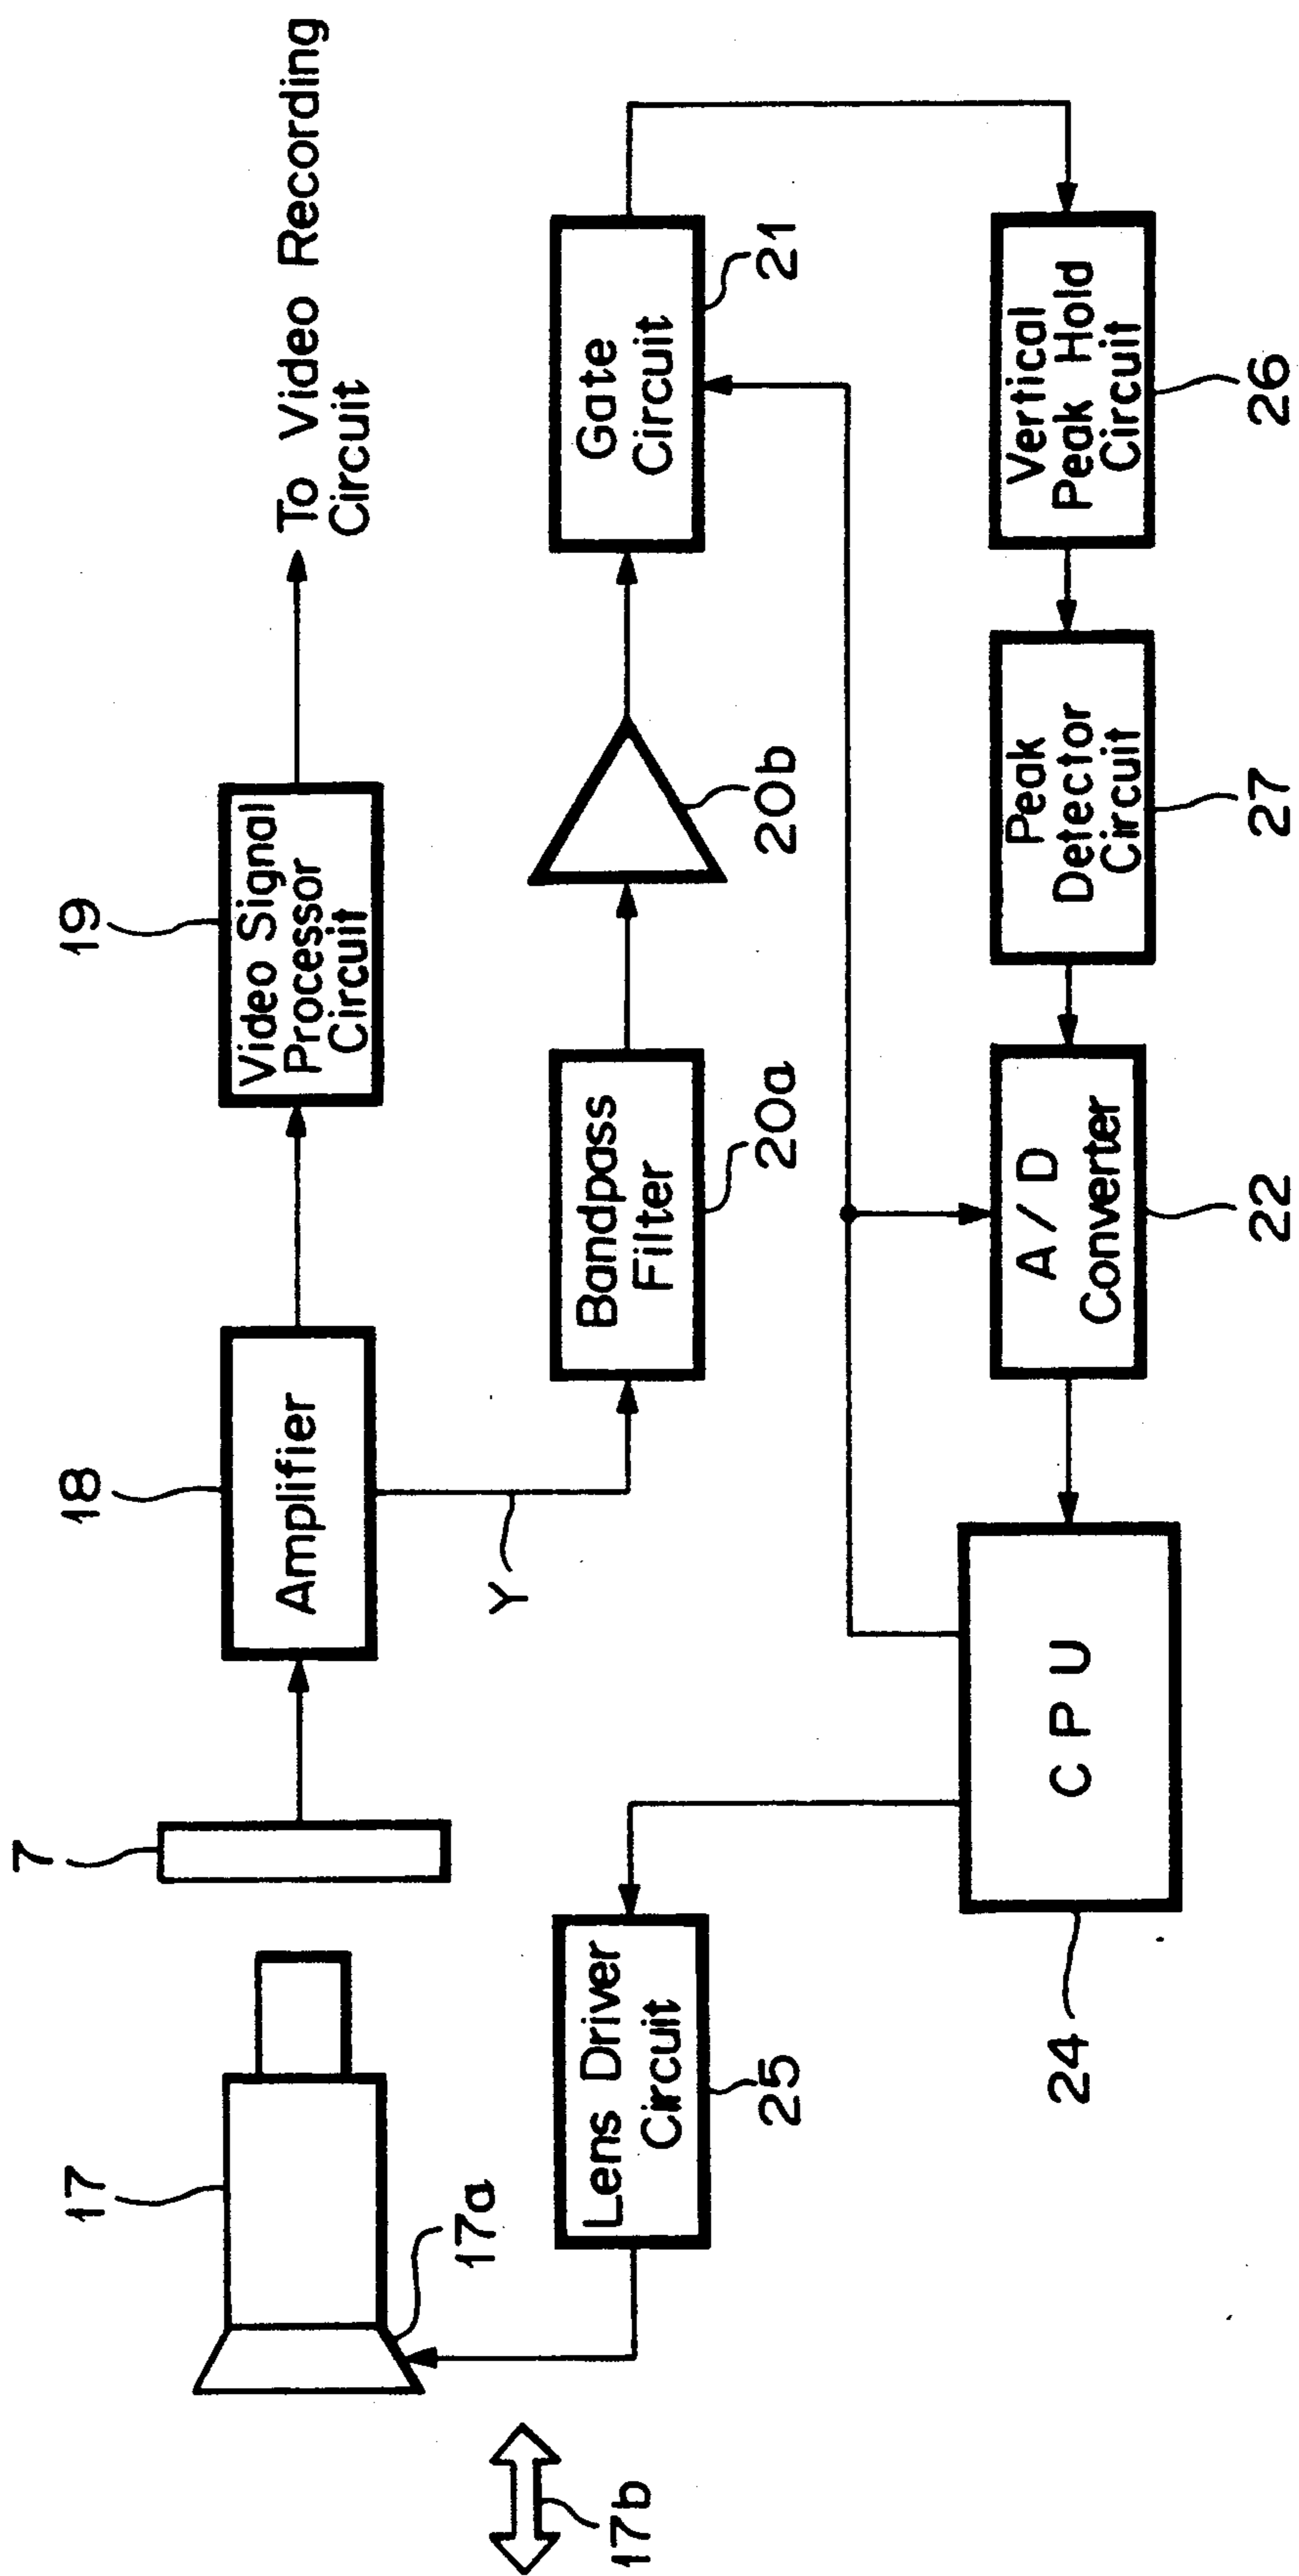 17
17a
17b
7
18
Amplifier
Y
19
Video Signal
Processor
Circuit
To Video Recording
Circuit
Bandpass
Filter
20a
20b
Gate
Circuit
21
Lens Driver
Circuit
25
C P U
24
A/D
Converter
22
Peak
Detector
Circuit
27
Vertical
Peak Hold
Circuit
26